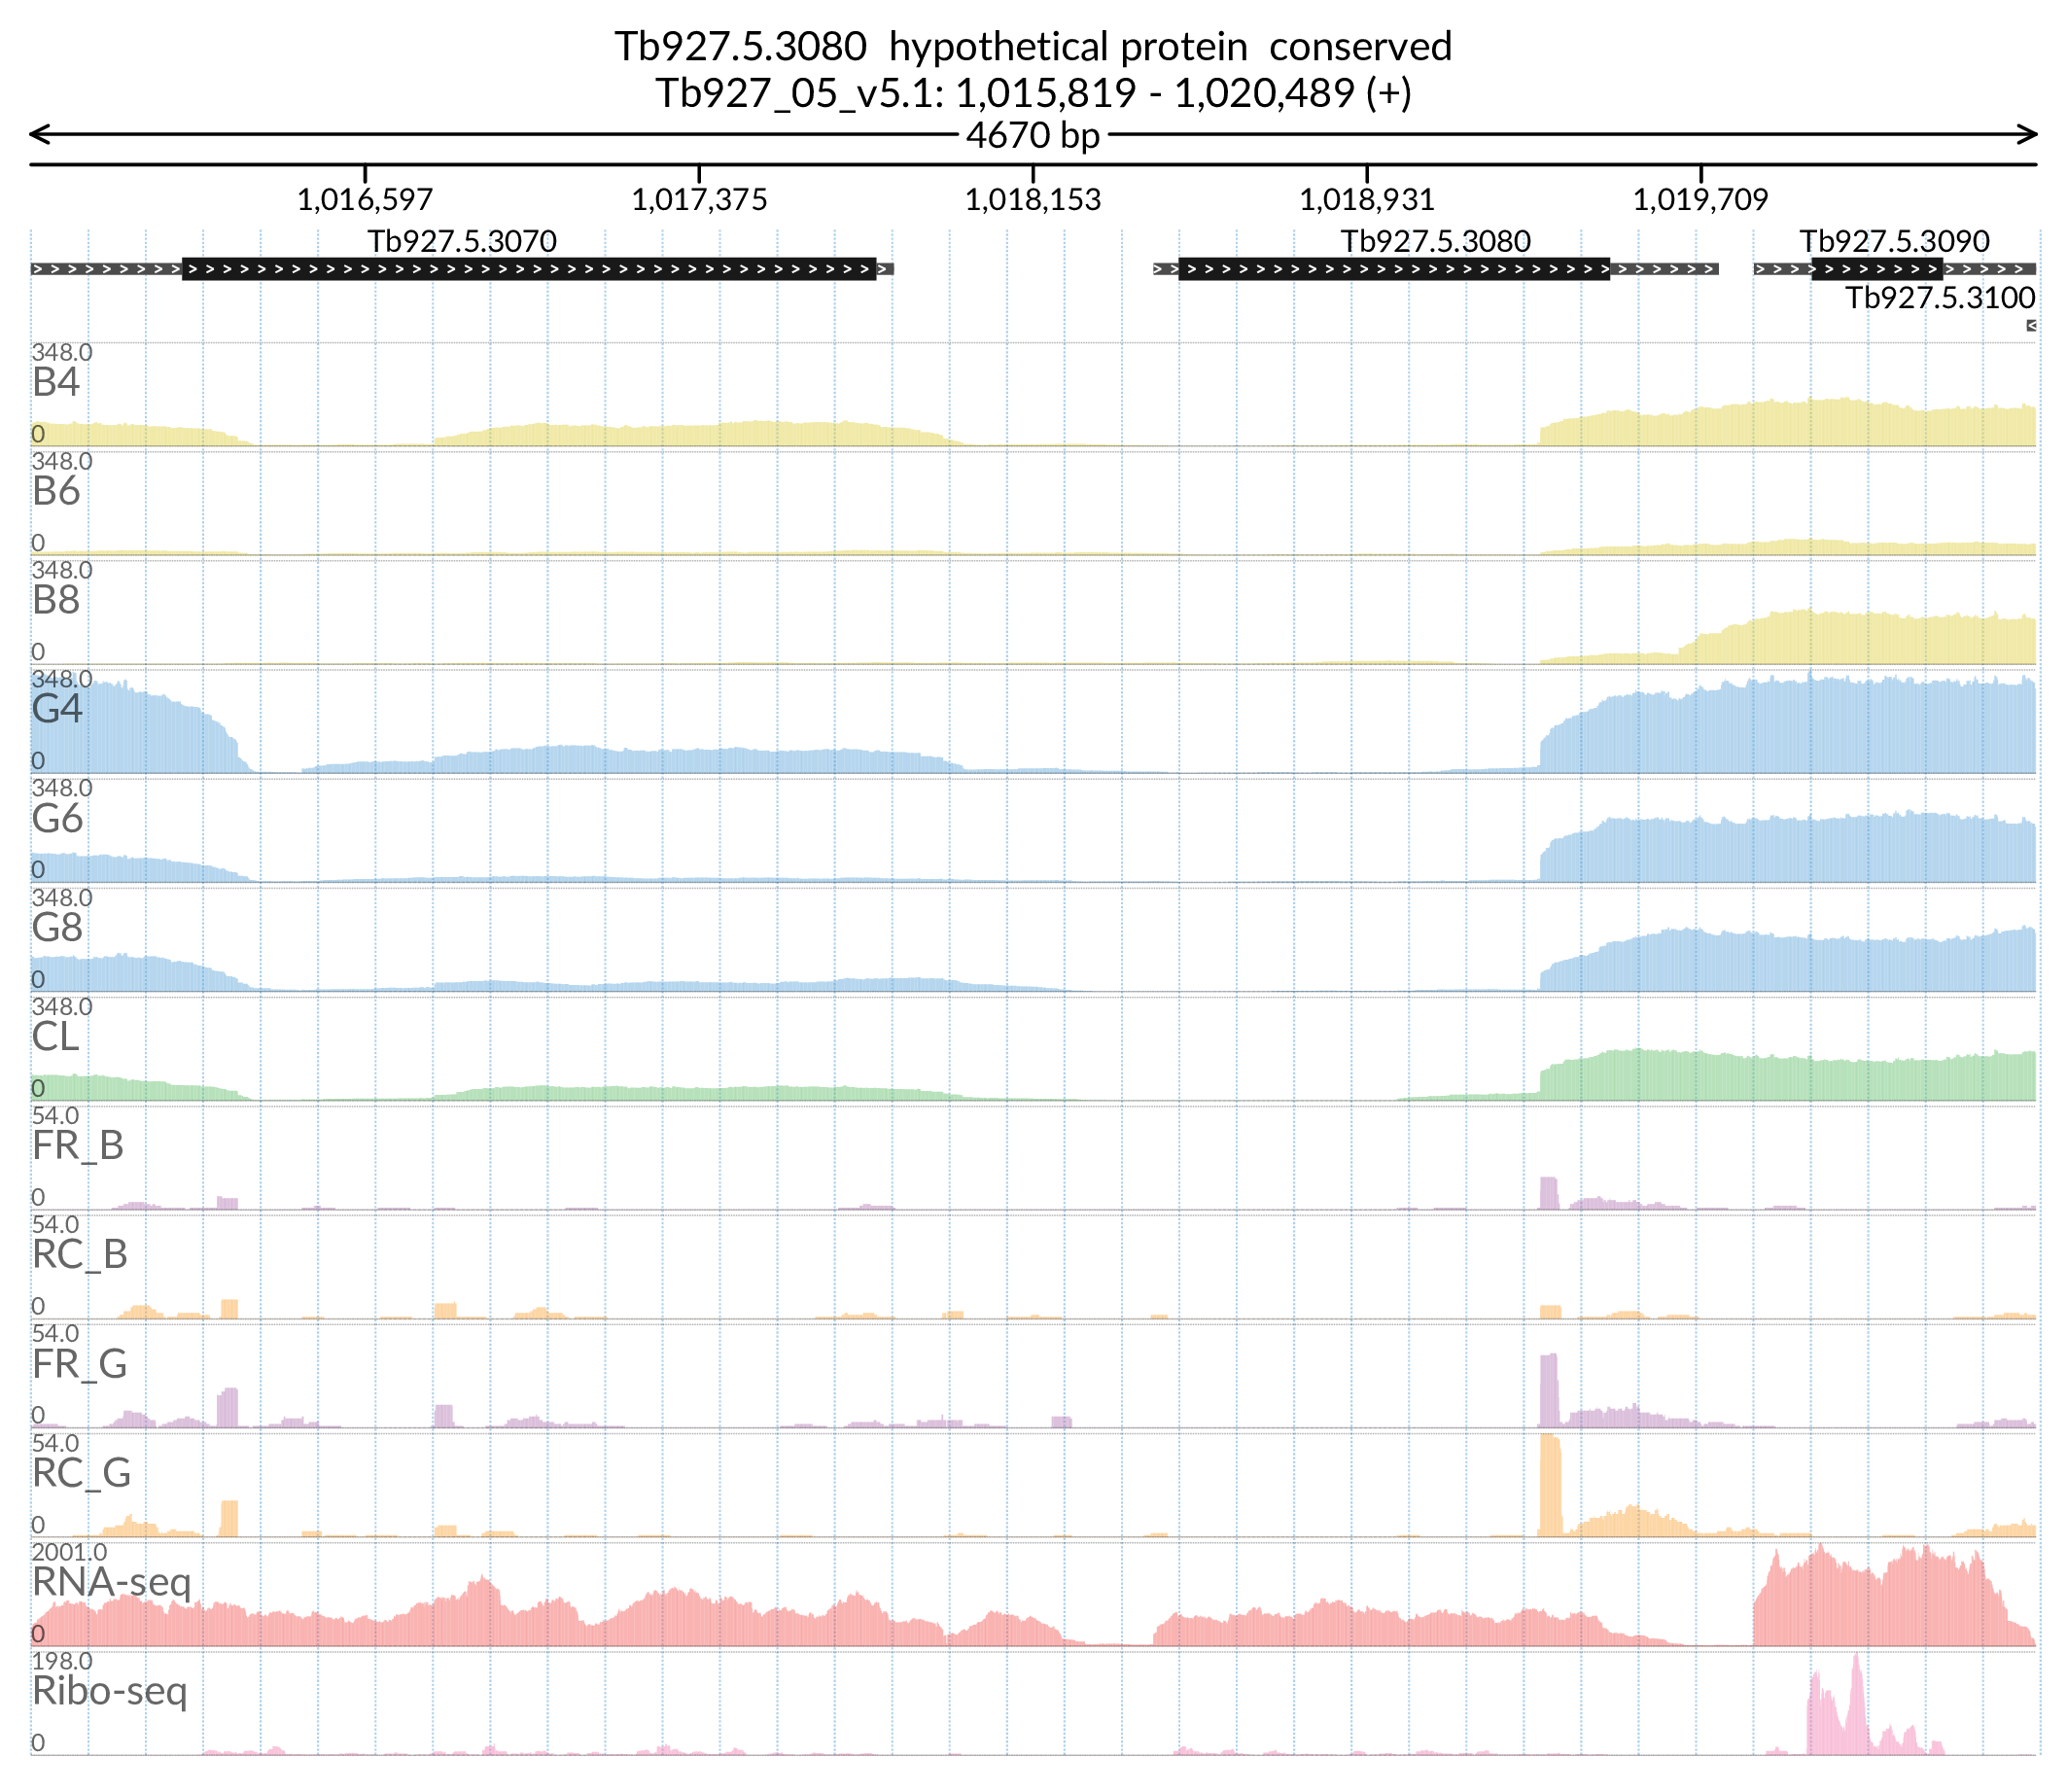 Tb927.5.3080 hypothetical protein conserved
Tb927_05_v5.1: 1,015,819 - 1,020,489 (+)
4670 bp
1,016,597 1,017,375 1,018,153 1,018,931 1,019,709
Tb927.5.3070 Tb927.5.3080 Tb927.5.3090
Tb927.5.3100
348.0
B4
0
348.0
B6
0
348.0
B8
0
348.0
G4
0
348.0
G6
0
348.0
G8
0
348.0
CL
0
54.0
FR_B
0
54.0
RC_B
0
54.0
FR_G
0
54.0
RC_G
0
2001.0
RNA-seq
0
198.0
Ribo-seq
0